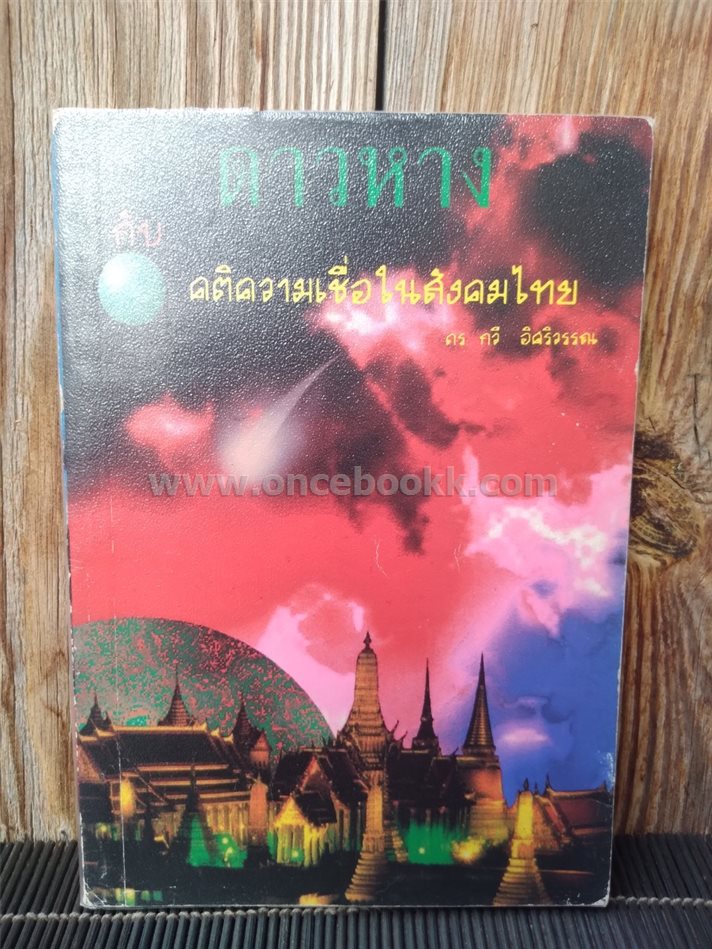 ดาวหาง
กับ
คติความเชื่อในสังคมไทย
ดร ทวี อิศริวรรณ
www.oncebookk.com